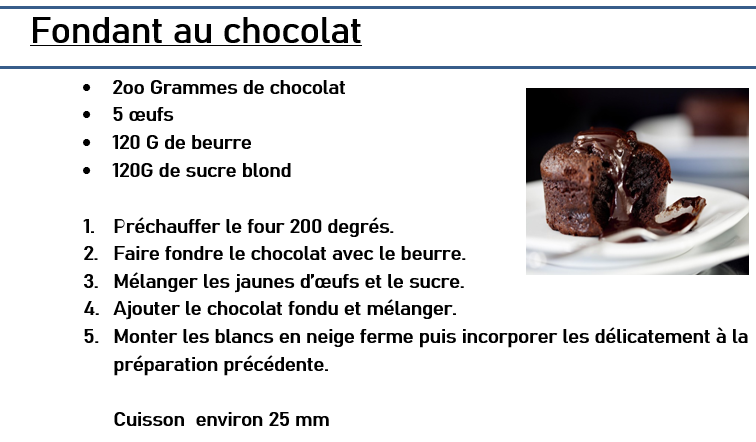 Fondant au chocolat
• 2oo Grammes de chocolat
• 5 œufs
• 120 G de beurre
• 120G de sucre blond
1. Préchauffer le four 200 degrés.
2. Faire fondre le chocolat avec le beurre.
3. Mélanger les jaunes d’œufs et le sucre.
4. Ajouter le chocolat fondu et mélanger.
5. Monter les blancs en neige ferme puis incorporer les délicatement à la
préparation précédente.
Cuisson  environ 25 mm